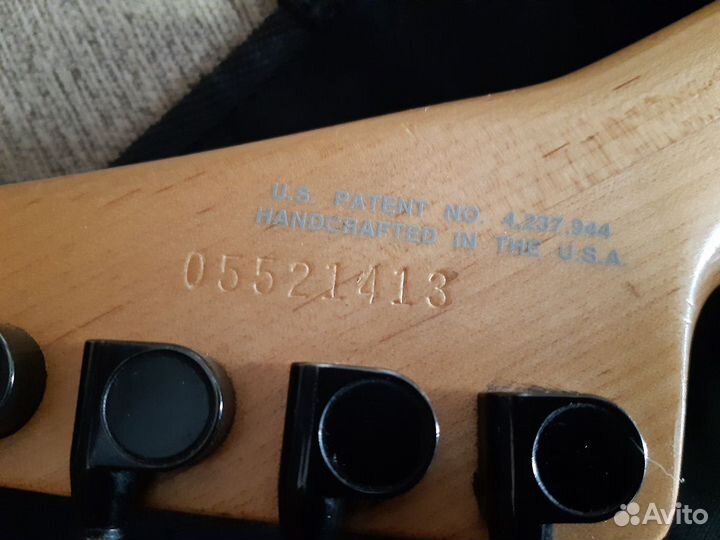 U.S. PATENT NO. 4,237,944
HANDCRAFTED IN THE U.S.A.
05521413
Avito